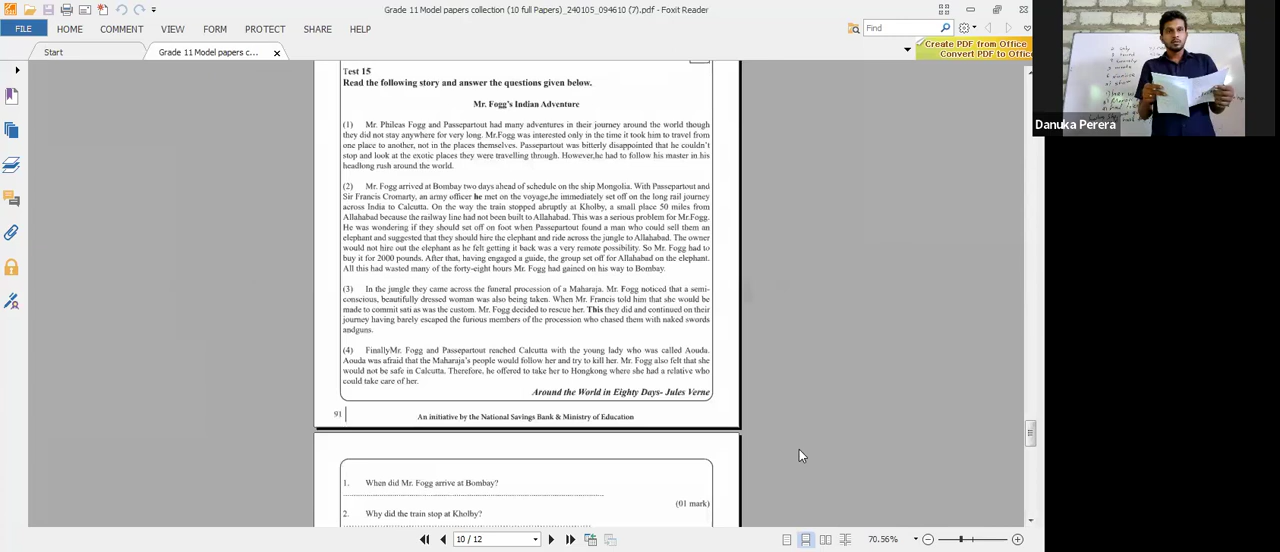 Grade 11 Model papers collection (10 full Papers)_240105_094610 (7).pdf - Foxit Reader
FILE HOME COMMENT VIEW FORM PROTECT SHARE HELP
Find
Create PDF from Office
Convert PDF to Offic
Start
Grade 11 Model papers c...
Danuka Perera
Test 15
Read the following story and answer the questions given below.
Mr. Fogg's Indian Adventure
(1) Mr. Phileas Fogg and Passepartout had many adventures in their journey around the world though
they did not stay anywhere for very long. Mr.Fogg was interested only in the time it took him to travel from
one place to another, not in the places themselves. Passepartout was bitterly disappointed that he couldn't
stop and look at the exotic places they were travelling through. However,he had to follow his master in his
headlong rush around the world.
(2) Mr. Fogg arrived at Bombay two days ahead of schedule on the ship Mongolia. With Passepartout and
Sir Francis Cromarty, an army officer he met on the voyage,he immediately set off on the long rail journey
across India to Calcutta. On the way the train stopped abruptly at Kholby, a small place 50 miles from
Allahabad because the railway line had not been built to Allahabad. This was a serious problem for Mr.Fogg.
He was wondering if they should set off on foot when Passepartout found a man who could sell them an
elephant and suggested that they should hire the elephant and ride across the jungle to Allahabad. The owner
would not hire out the elephant as he felt getting it back was a very remote possibility. So Mr. Fogg had to
buy it for 2000 pounds. After that, having engaged a guide, the group set off for Allahabad on the elephant.
All this had wasted many of the forty-eight hours Mr. Fogg had gained on his way to Bombay.
(3) In the jungle they came across the funeral procession of a Maharaja. Mr. Fogg noticed that a semi-
conscious, beautifully dressed woman was also being taken. When Mr. Francis told him that she would be
made to commit sati as was the custom. Mr. Fogg decided to rescue her. This they did and continued on their
journey having barely escaped the furious members of the procession who chased them with naked swords
andguns.
(4) FinallyMr. Fogg and Passepartout reached Calcutta with the young lady who was called Aouda.
Aouda was afraid that the Maharaja's people would follow her and try to kill her. Mr. Fogg also felt that she
would not be safe in Calcutta. Therefore, he offered to take her to Hongkong where she had a relative who
could take care of her.
Around the World in Eighty Days- Jules Verne
91 An initiative by the National Savings Bank & Ministry of Education
1. When did Mr. Fogg arrive at Bombay?
(01 mark)
2. Why did the train stop at Kholby?
10 / 12
70.56%